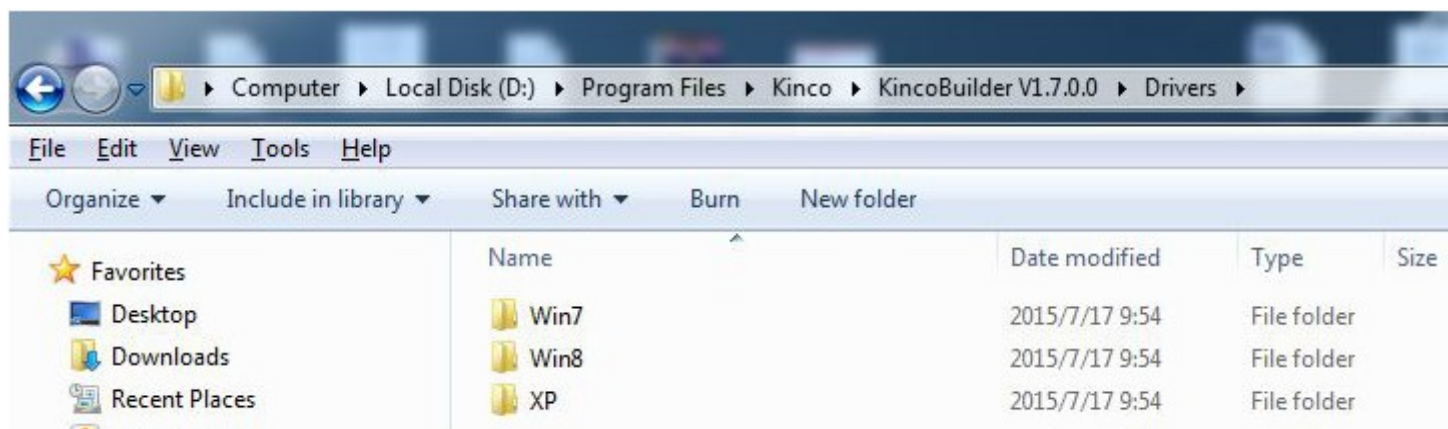 Computer Local Disk (D:) Program Files Kinco KincoBuilder V1.7.0.0 Drivers
File Edit View Tools Help
Organize Include in library Share with Burn New folder
Name Date modified Type Size
Favorites
Desktop
Downloads
Recent Places
Win7 2015/7/17 9:54 File folder
Win8 2015/7/17 9:54 File folder
XP 2015/7/17 9:54 File folder